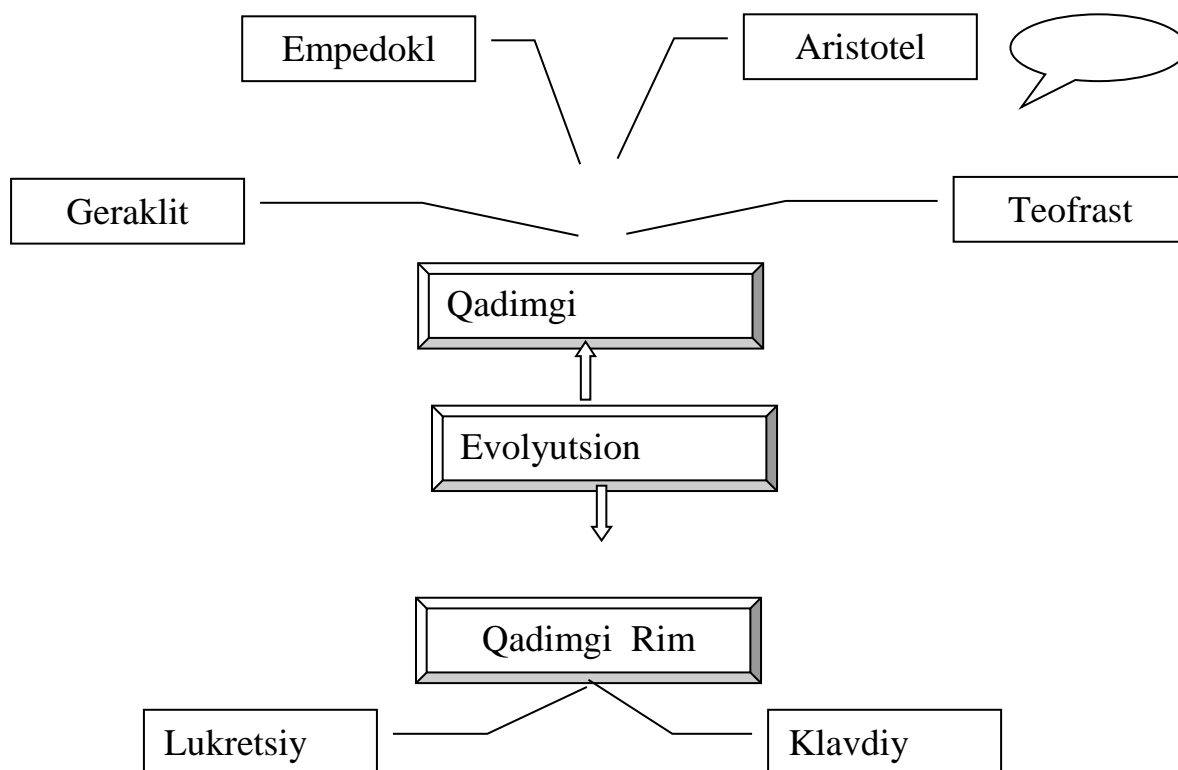 Empedokl
Aristotel
Geraklit
Teofrast
Qadimgi
Evolyutsion
Qadimgi Rim
Lukretsiy
Klavdiy